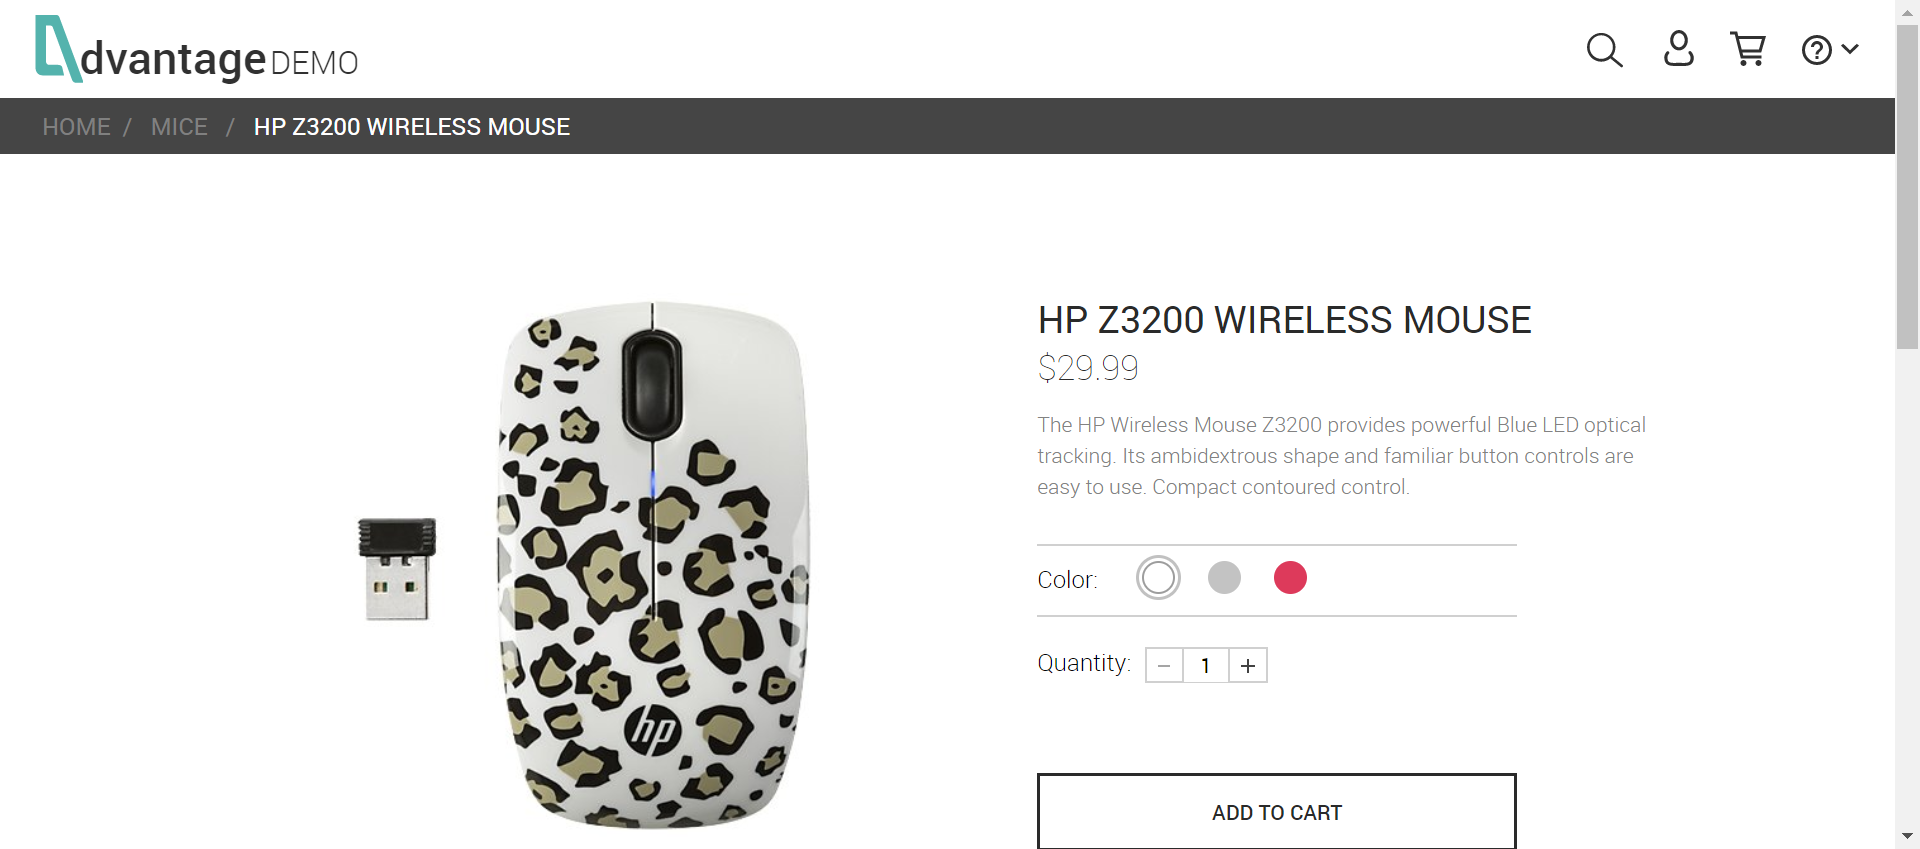 dvantage DEMO
HOME / MICE / HP Z3200 WIRELESS MOUSE
HP Z3200 WIRELESS MOUSE
$29.99
The HP Wireless Mouse Z3200 provides powerful Blue LED optical
tracking. Its ambidextrous shape and familiar button controls are
easy to use. Compact contoured control.
Color:
Quantity: − 1 +
hp
ADD TO CART